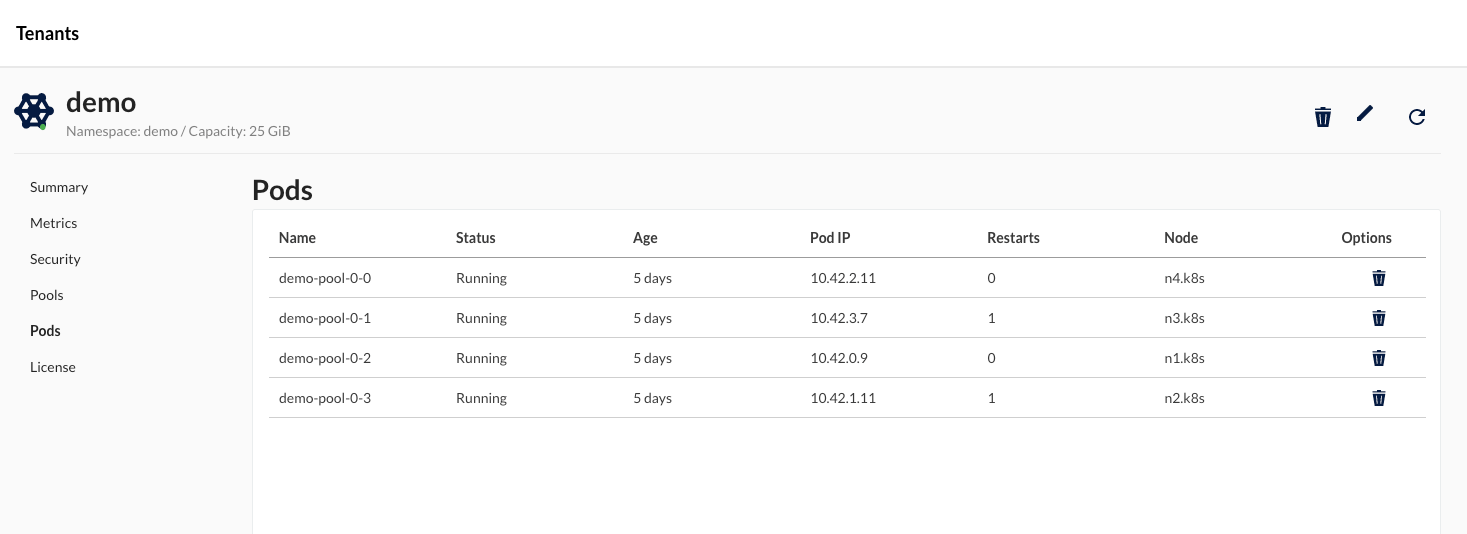 Tenants
demo
Namespace: demo / Capacity: 25 GiB
Summary
Metrics
Security
Pools
Pods
License
Pods
Name Status Age Pod IP Restarts Node Options
demo-pool-0-0 Running 5 days 10.42.2.11 0 n4.k8s
demo-pool-0-1 Running 5 days 10.42.3.7 1 n3.k8s
demo-pool-0-2 Running 5 days 10.42.0.9 0 n1.k8s
demo-pool-0-3 Running 5 days 10.42.1.11 1 n2.k8s